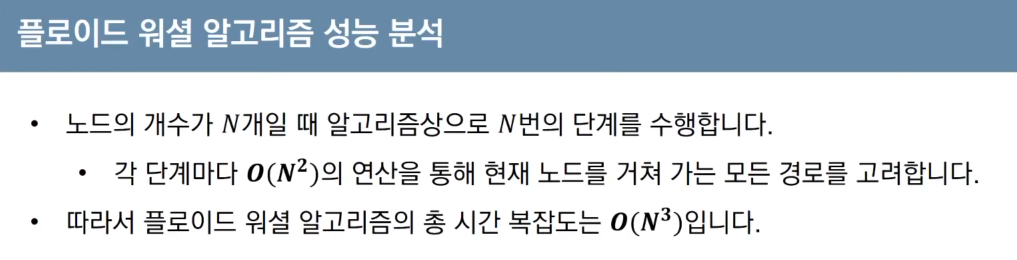 플로이드 워셜 알고리즘 성능 분석
• 노드의 개수가 N개일 때 알고리즘상으로 N번의 단계를 수행합니다.
• 각 단계마다 O(N²)의 연산을 통해 현재 노드를 거쳐 가는 모든 경로를 고려합니다.
• 따라서 플로이드 워셜 알고리즘의 총 시간 복잡도는 O(N³)입니다.